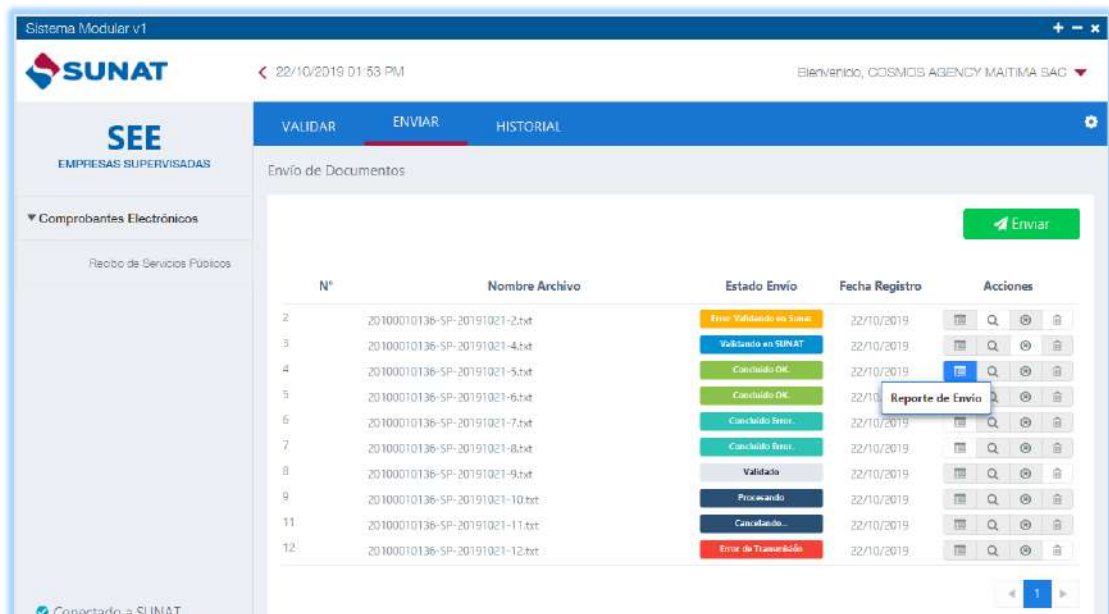 Sistema Modular v1
SUNAT
22/10/2019 01:53 PM
Bienvenido, COSMOS AGENCY MAITIMA SAC
SEE
EMPRESAS SUPERVISADAS
VALIDAR ENVIAR HISTORIAL
Envío de Documentos
Comprobantes Electrónicos
Recibo de Servicios Públicos
Enviar
N° Nombre Archivo Estado Envío Fecha Registro Acciones
2 20100010136-SP-20191021-2.txt Error Validando en Sunat 22/10/2019
3 20100010136-SP-20191021-4.txt Validando en SUNAT 22/10/2019
4 20100010136-SP-20191021-5.txt Concluido OK. 22/10/2019
5 20100010136-SP-20191021-6.txt Concluido OK. 22/10
Reporte de Envío
6 20100010136-SP-20191021-7.txt Concluido Error. 22/10/2019
7 20100010136-SP-20191021-8.txt Concluido Error. 22/10/2019
8 20100010136-SP-20191021-9.txt Validado 22/10/2019
9 20100010136-SP-20191021-10.txt Procesando 22/10/2019
11 20100010136-SP-20191021-11.txt Cancelando... 22/10/2019
12 20100010136-SP-20191021-12.txt Error de Transmisión 22/10/2019
1
Conectado a SUNAT